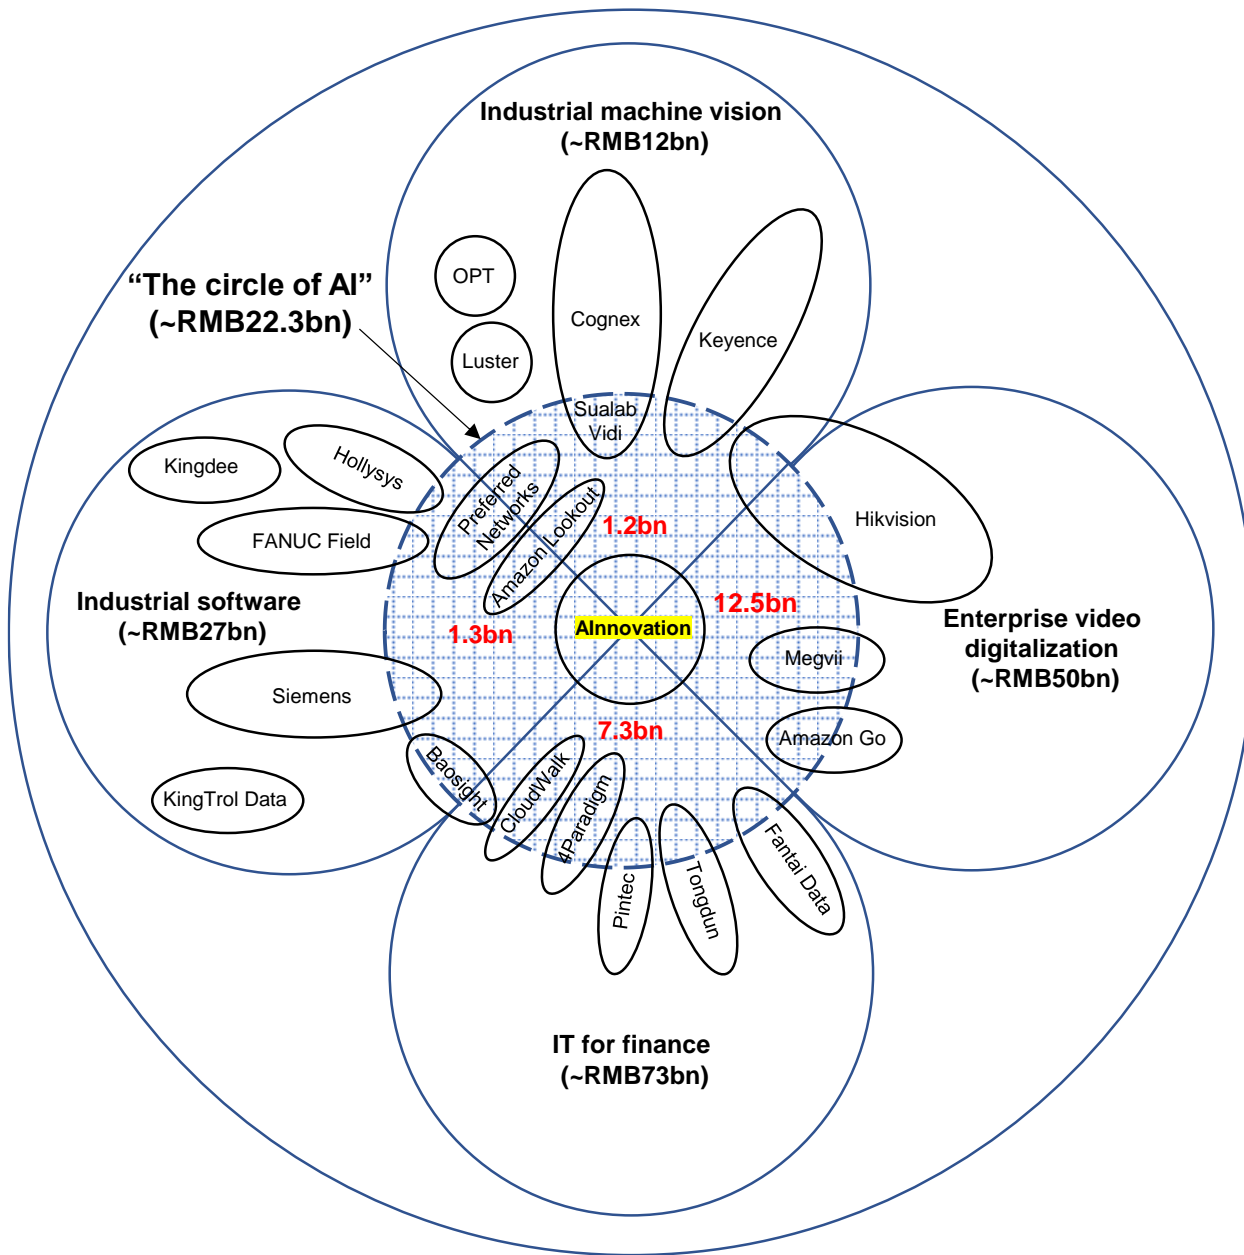 Industrial machine vision
(~RMB12bn)
“The circle of AI”
(~RMB22.3bn)
OPT
Luster
Cognex
Keyence
Sualab
Vidi
Kingdee
Hollysys
FANUC Field
Preferred
Networks
Amazon Lookout
1.2bn
Hikvision
Industrial software
(~RMB27bn)
1.3bn
AInnovation
12.5bn
Enterprise video
digitalization
(~RMB50bn)
Megvii
Siemens
7.3bn
Amazon Go
KingTrol Data
Baosight
CloudWalk
4Paradigm
Pintec
Tongdun
Fantai Data
IT for finance
(~RMB73bn)